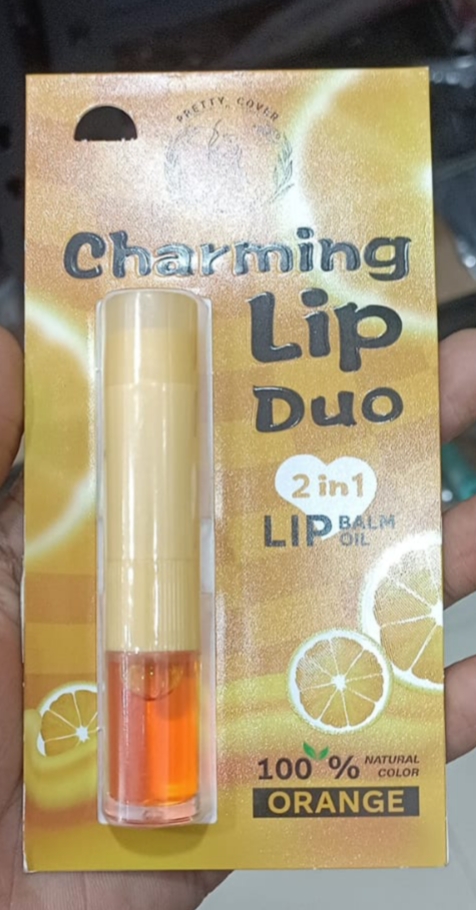 PRETTY COVER
Charming
Lip
Duo
2 in 1
LIP BALM
OIL
100% NATURAL
COLOR
ORANGE